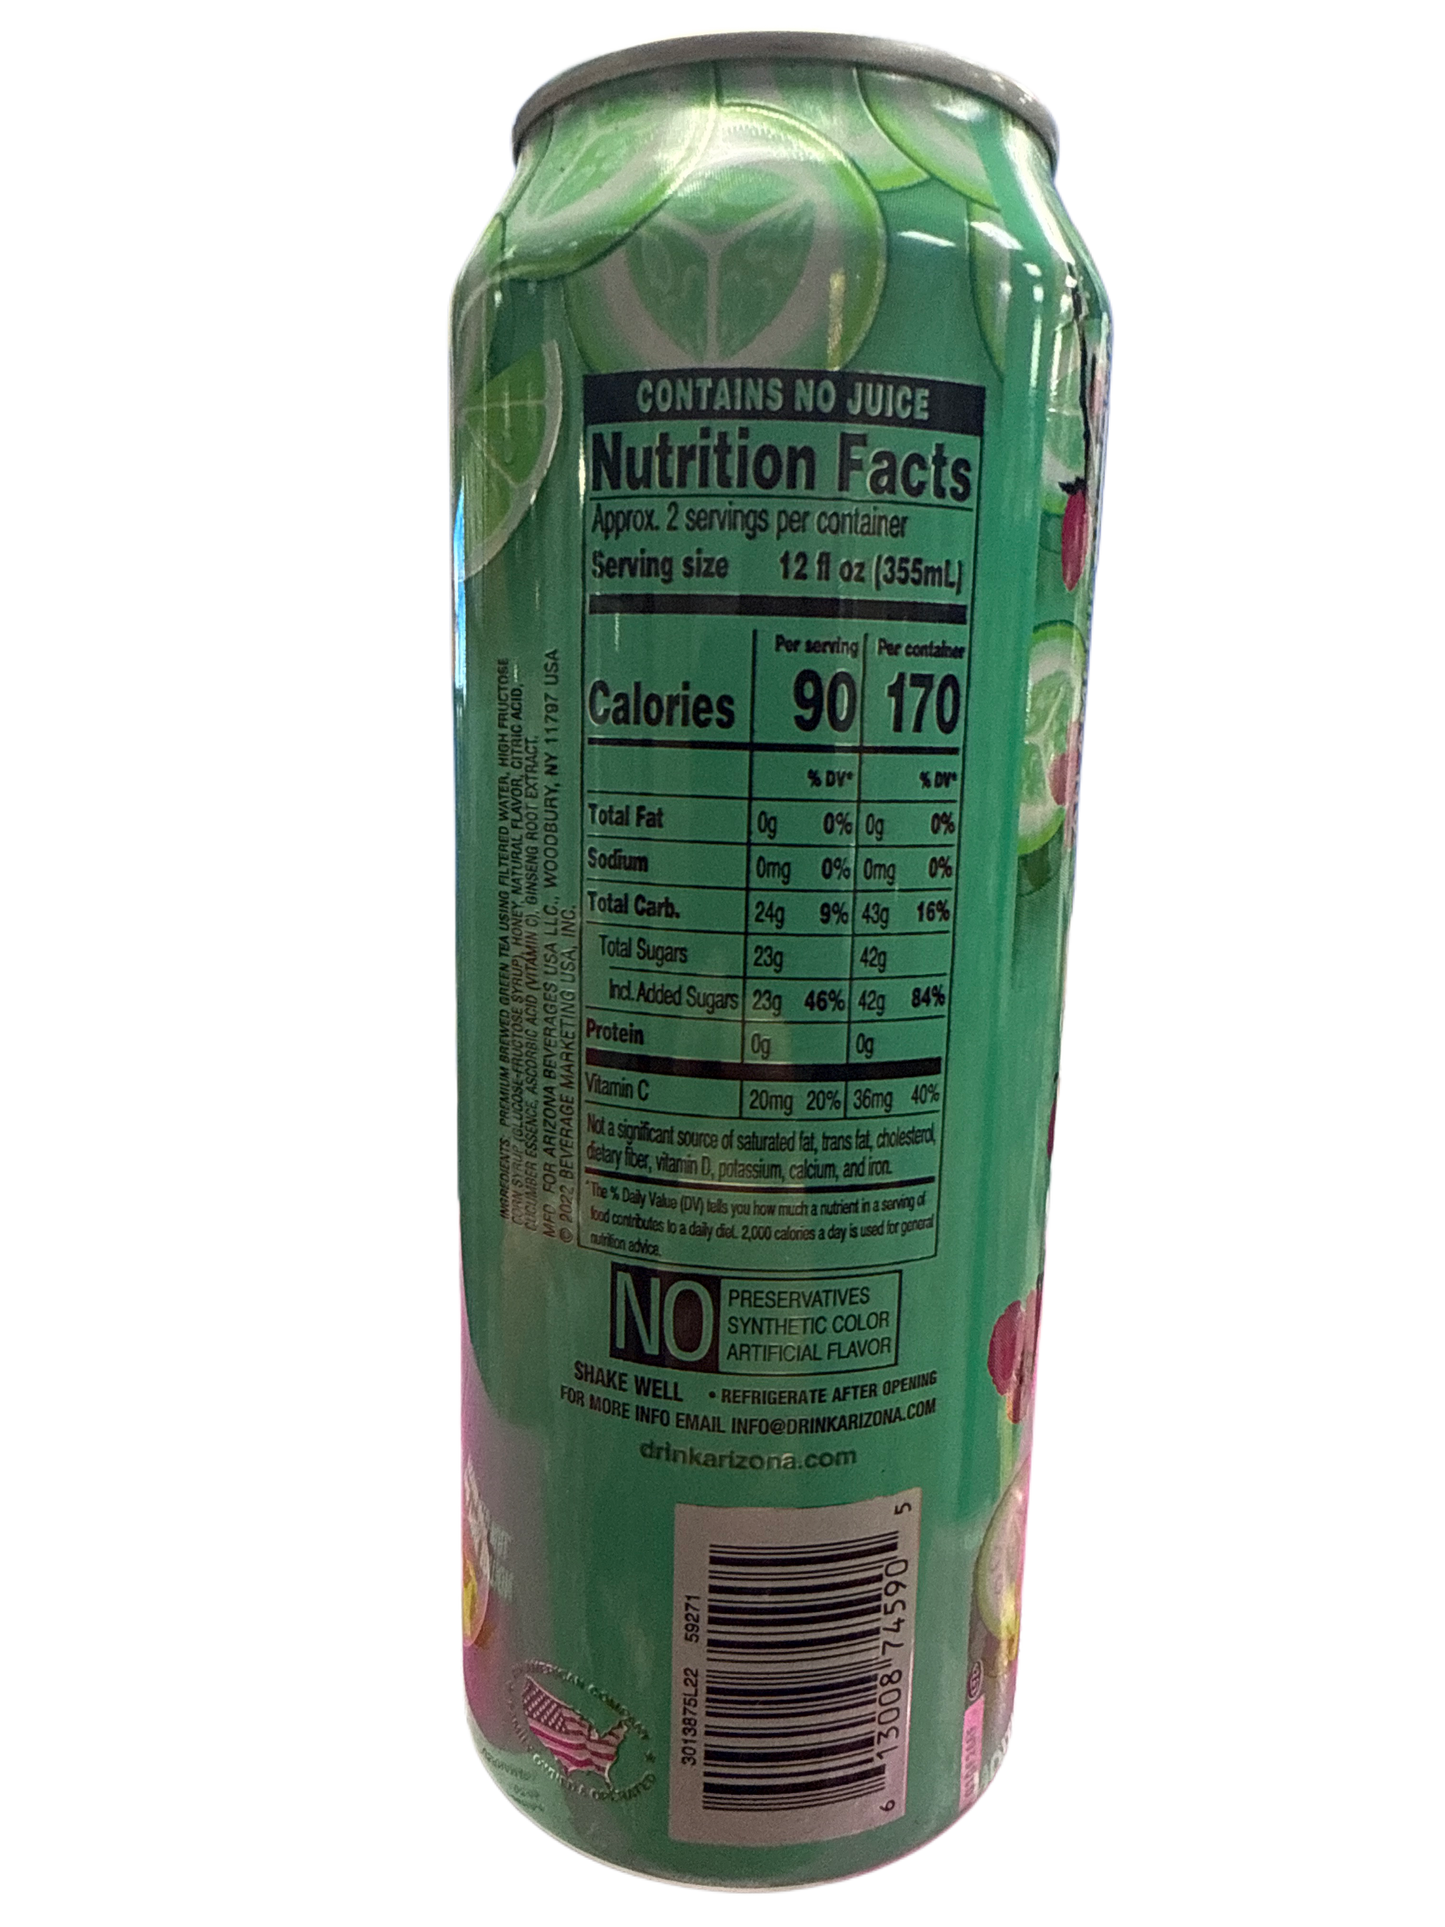 CONTAINS NO JUICE
Nutrition Facts
Approx. 2 servings per container
Serving size 12 fl oz (355mL)
Per serving Per container
Calories 90 170
% DV* % DV*
Total Fat 0g 0% 0g 0%
Sodium 0mg 0% 0mg 0%
Total Carb. 24g 9% 43g 16%
Total Sugars 23g 42g
Incl. Added Sugars 23g 46% 42g 84%
Protein 0g 0g
Vitamin C 20mg 20% 36mg 40%
Not a significant source of saturated fat, trans fat, cholesterol,
dietary fiber, vitamin D, potassium, calcium, and iron.
*The % Daily Value (DV) tells you how much a nutrient in a serving of
food contributes to a daily diet. 2,000 calories a day is used for general
nutrition advice.
INGREDIENTS: PREMIUM BREWED GREEN TEA USING FILTERED WATER, HIGH FRUCTOSE
CORN SYRUP (GLUCOSE-FRUCTOSE SYRUP), HONEY, NATURAL FLAVOR, CITRIC ACID,
CUCUMBER ESSENCE, ASCORBIC ACID (VITAMIN C), GINSENG ROOT EXTRACT.
MFD. FOR ARIZONA BEVERAGES USA LLC., WOODBURY, NY 11797 USA
© 2022 BEVERAGE MARKETING USA, INC.
NO
PRESERVATIVES
SYNTHETIC COLOR
ARTIFICIAL FLAVOR
SHAKE WELL • REFRIGERATE AFTER OPENING
FOR MORE INFO EMAIL INFO@DRINKARIZONA.COM
drinkarizona.com
3013875L22 59271
6 13008 74590 5
AMERICAN COMPANY
OWNED & OPERATED